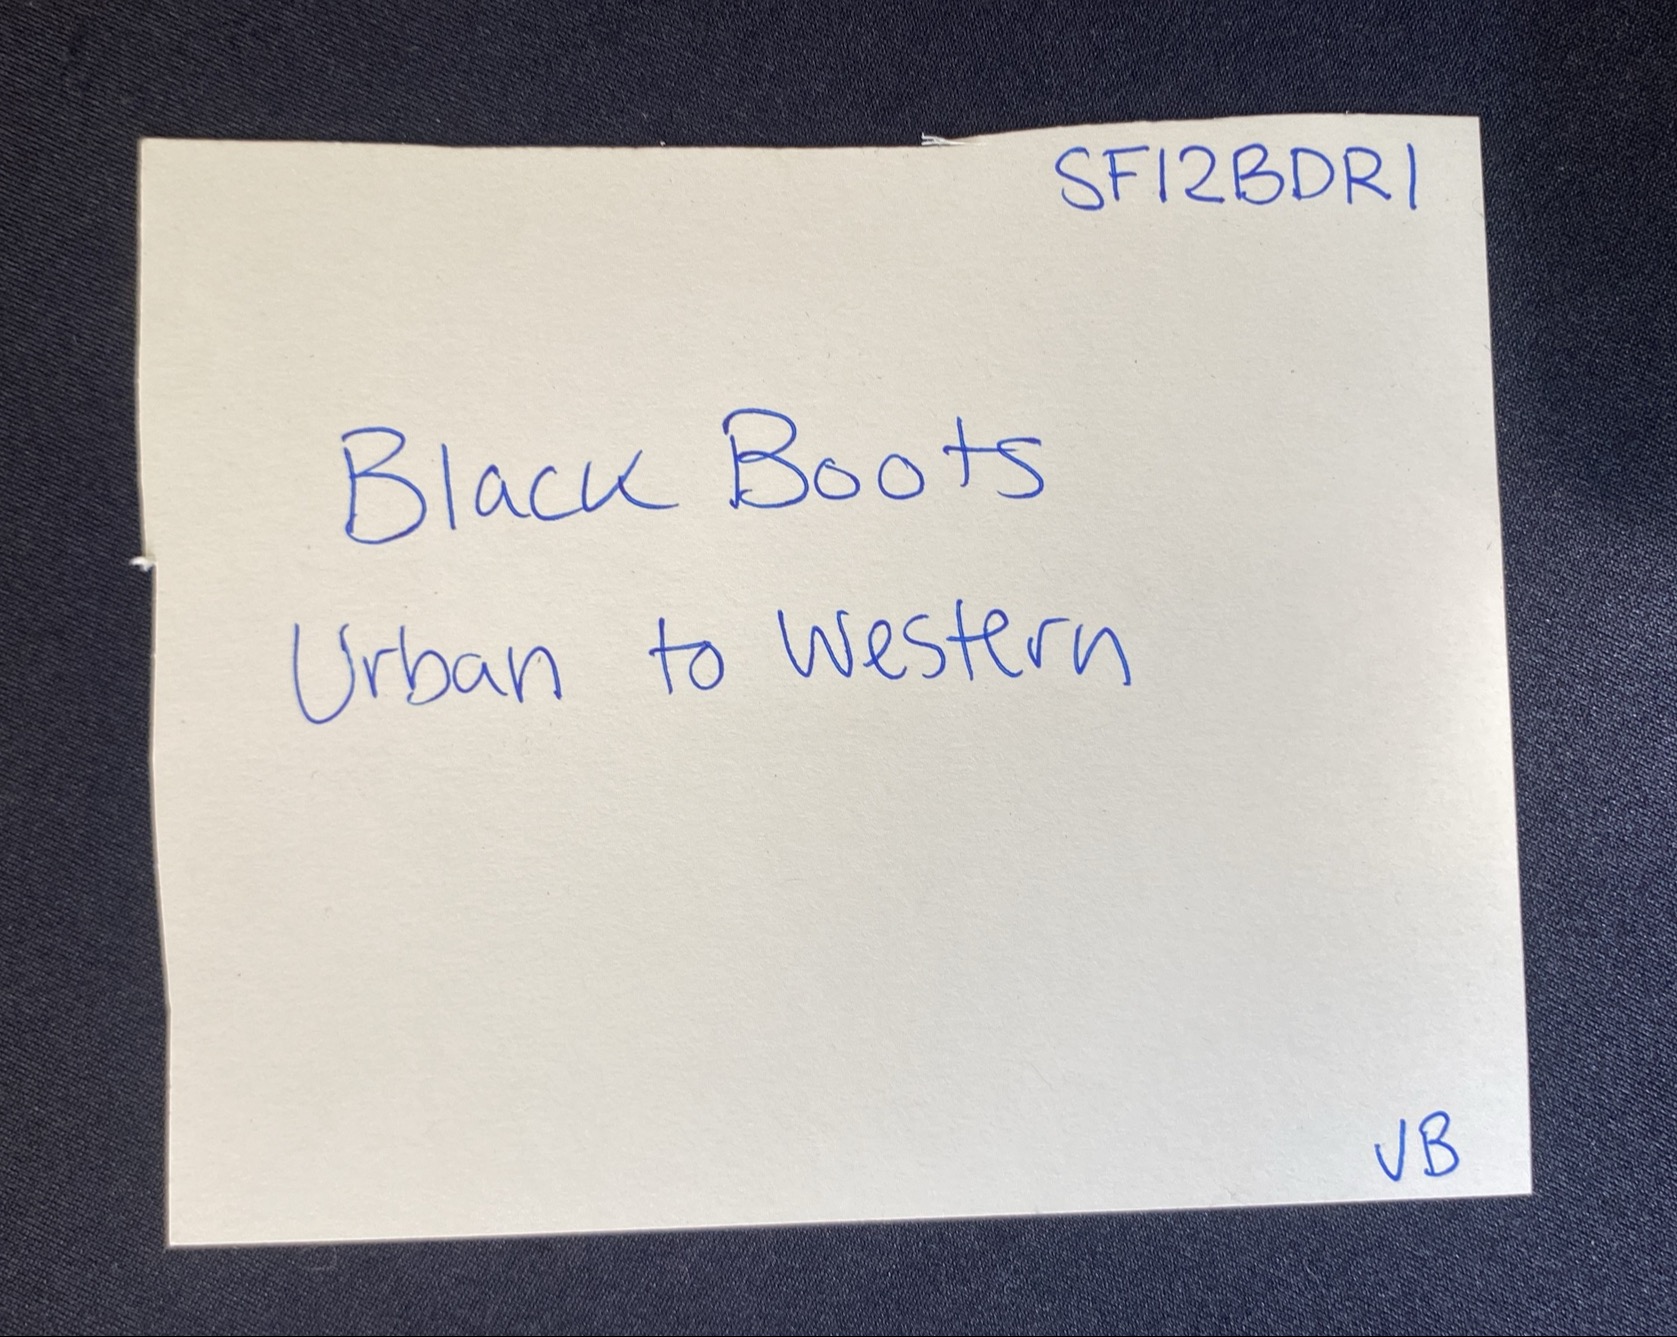 SF12BDR1
Black Boots
Urban to Western
VB